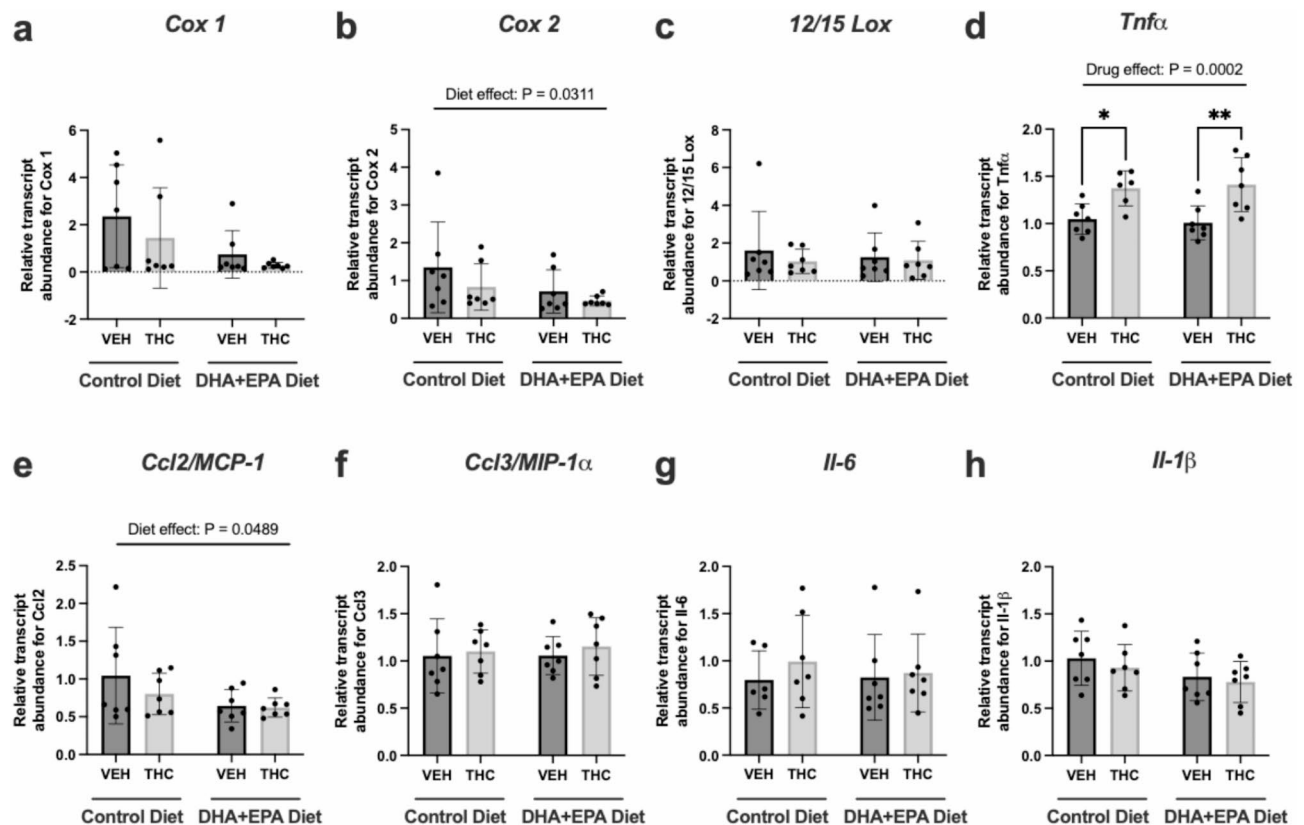 a
Cox 1
Relative transcript
abundance for Cox 1
6
4
2
0
-2
VEH THC VEH THC
Control Diet DHA+EPA Diet
b
Cox 2
Diet effect: P = 0.0311
Relative transcript
abundance for Cox 2
5
4
3
2
1
0
VEH THC VEH THC
Control Diet DHA+EPA Diet
c
12/15 Lox
Relative transcript
abundance for 12/15 Lox
8
6
4
2
0
-2
VEH THC VEH THC
Control Diet DHA+EPA Diet
d
Tnfα
Drug effect: P = 0.0002
* **
Relative transcript
abundance for Tnfα
2.0
1.5
1.0
0.5
0.0
VEH THC VEH THC
Control Diet DHA+EPA Diet
e
Ccl2/MCP-1
Diet effect: P = 0.0489
Relative transcript
abundance for Ccl2
2.5
2.0
1.5
1.0
0.5
0.0
VEH THC VEH THC
Control Diet DHA+EPA Diet
f
Ccl3/MIP-1α
Relative transcript
abundance for Ccl3
2.0
1.5
1.0
0.5
0.0
VEH THC VEH THC
Control Diet DHA+EPA Diet
g
Il-6
Relative transcript
abundance for Il-6
2.0
1.5
1.0
0.5
0.0
VEH THC VEH THC
Control Diet DHA+EPA Diet
h
Il-1β
Relative transcript
abundance for Il-1β
2.0
1.5
1.0
0.5
0.0
VEH THC VEH THC
Control Diet DHA+EPA Diet